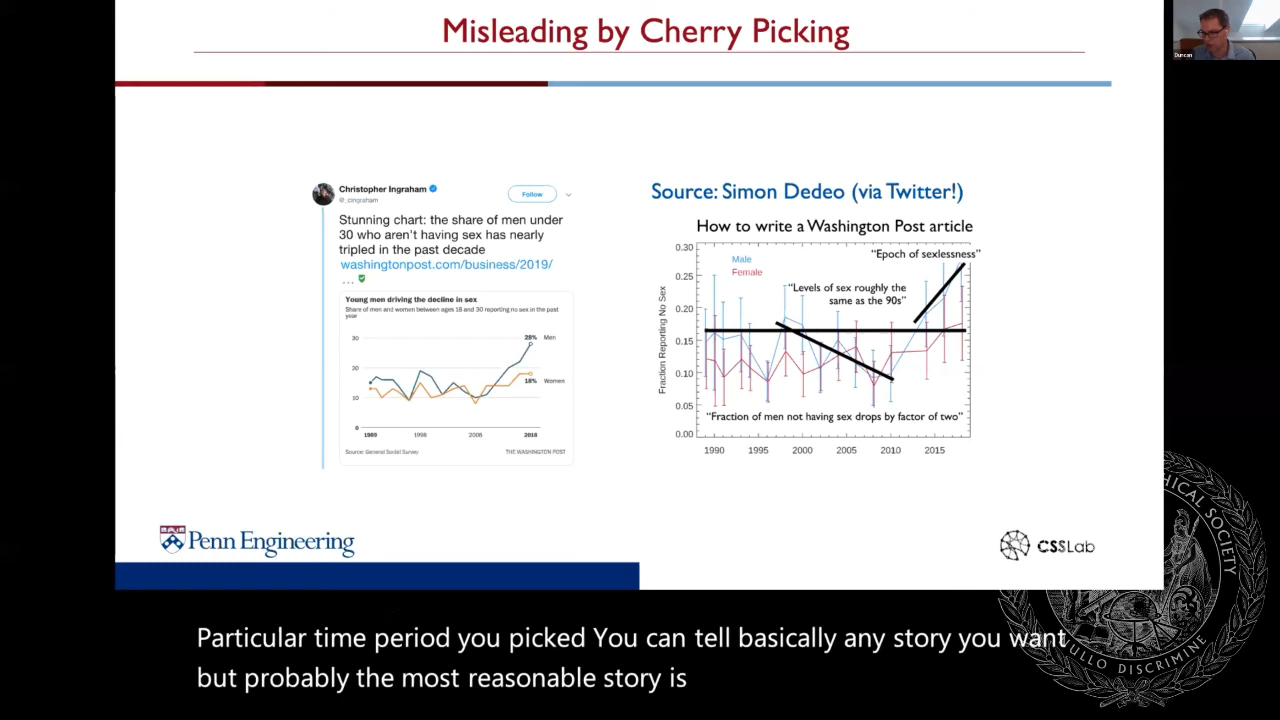 Misleading by Cherry Picking
Duncan
Christopher Ingraham
@_cingraham
Follow
Stunning chart: the share of men under
30 who aren't having sex has nearly
tripled in the past decade
washingtonpost.com/business/2019/
...
Young men driving the decline in sex
Share of men and women between ages 18 and 30 reporting no sex in the past
year
30
28% Men
20
18% Women
10
0
1989 1998 2008 2018
Source: General Social Survey THE WASHINGTON POST
Source: Simon Dedeo (via Twitter!)
How to write a Washington Post article
0.30
"Epoch of sexlessness"
Male
Female
0.25
"Levels of sex roughly the
same as the 90s"
0.20
0.15
0.10
0.05
"Fraction of men not having sex drops by factor of two"
0.00
Fraction Reporting No Sex
1990 1995 2000 2005 2010 2015
Penn Engineering
CSSLab
Particular time period you picked You can tell basically any story you want
but probably the most reasonable story is
SOCIETY
NULLO DISCRIMINE